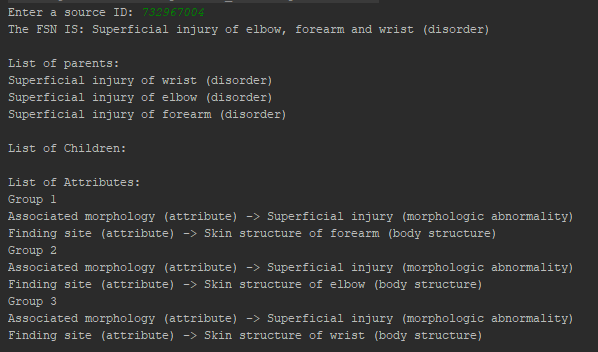 Enter a source ID: 732967004
The FSN IS: Superficial injury of elbow, forearm and wrist (disorder)
List of parents:
Superficial injury of wrist (disorder)
Superficial injury of elbow (disorder)
Superficial injury of forearm (disorder)
List of Children:
List of Attributes:
Group 1
Associated morphology (attribute) -> Superficial injury (morphologic abnormality)
Finding site (attribute) -> Skin structure of forearm (body structure)
Group 2
Associated morphology (attribute) -> Superficial injury (morphologic abnormality)
Finding site (attribute) -> Skin structure of elbow (body structure)
Group 3
Associated morphology (attribute) -> Superficial injury (morphologic abnormality)
Finding site (attribute) -> Skin structure of wrist (body structure)